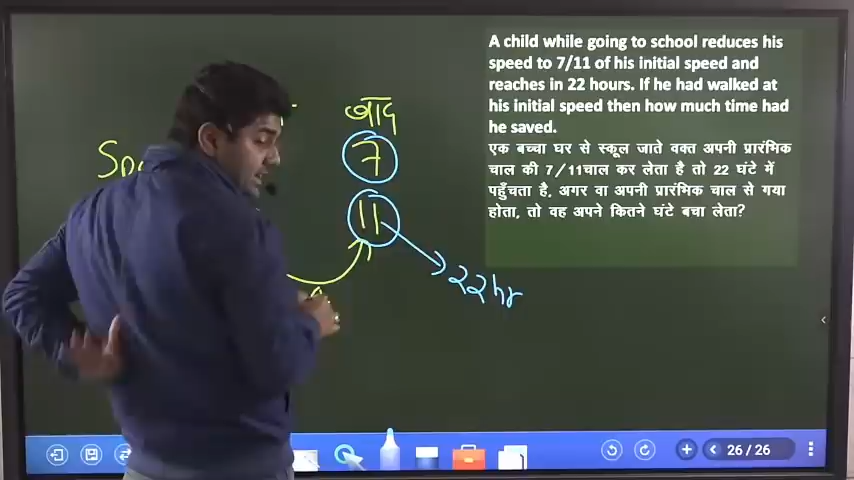 A child while going to school reduces his
speed to 7/11 of his initial speed and
reaches in 22 hours. If he had walked at
his initial speed then how much time had
he saved.
एक बच्चा घर से स्कूल जाते वक्त अपनी प्रारंभिक
चाल की 7/11चाल कर लेता है तो 22 घंटे में
पहुँचता है, अगर वा अपनी प्रारंभिक चाल से गया
होता, तो वह अपने कितने घंटे बचा लेता?
बाद
7
11
22hr
26 / 26